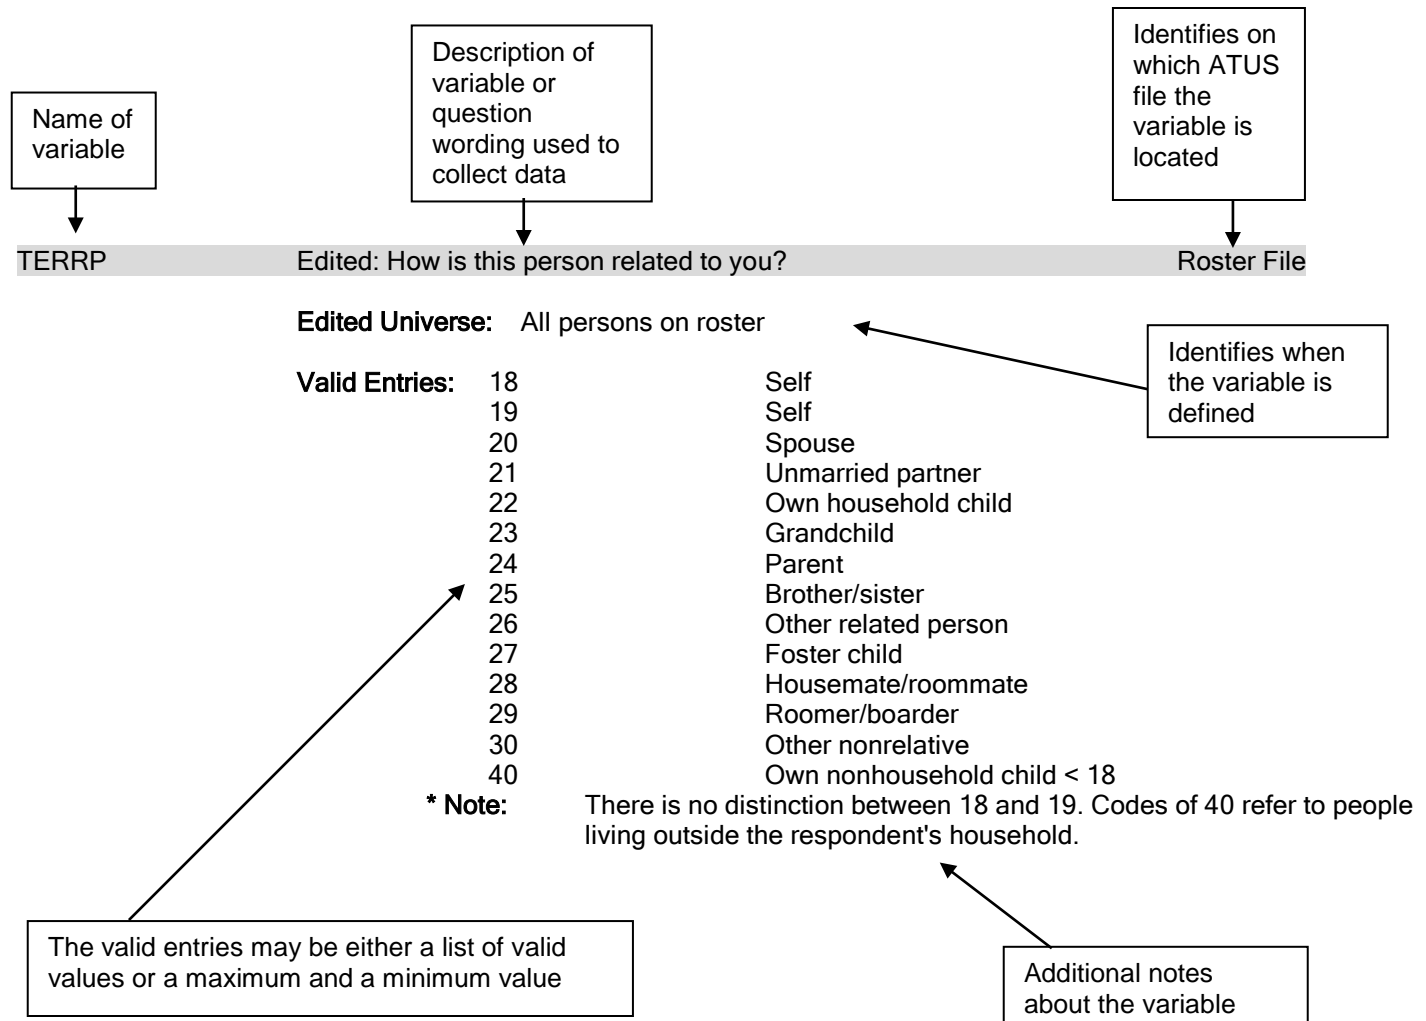 Name of
variable
Description of
variable or
question
wording used to
collect data
Identifies on
which ATUS
file the
variable is
located
TERRP Edited: How is this person related to you? Roster File
Edited Universe: All persons on roster
Identifies when
the variable is
defined
Valid Entries: 18 Self
19 Self
20 Spouse
21 Unmarried partner
22 Own household child
23 Grandchild
24 Parent
25 Brother/sister
26 Other related person
27 Foster child
28 Housemate/roommate
29 Roomer/boarder
30 Other nonrelative
40 Own nonhousehold child < 18
* Note: There is no distinction between 18 and 19. Codes of 40 refer to people
living outside the respondent's household.
The valid entries may be either a list of valid
values or a maximum and a minimum value
Additional notes
about the variable